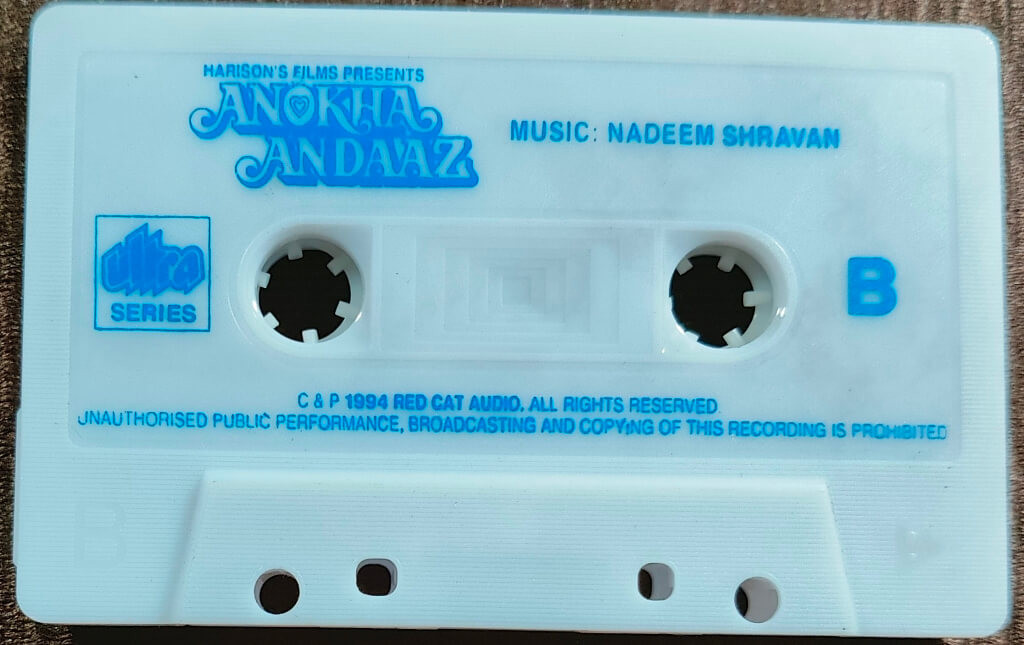 HARISON'S FILMS PRESENTS
ANOKHA
ANDAAZ
MUSIC: NADEEM SHRAVAN
ultra
SERIES
B
C & P 1994 RED CAT AUDIO. ALL RIGHTS RESERVED.
UNAUTHORISED PUBLIC PERFORMANCE, BROADCASTING AND COPYING OF THIS RECORDING IS PROHIBITED
B